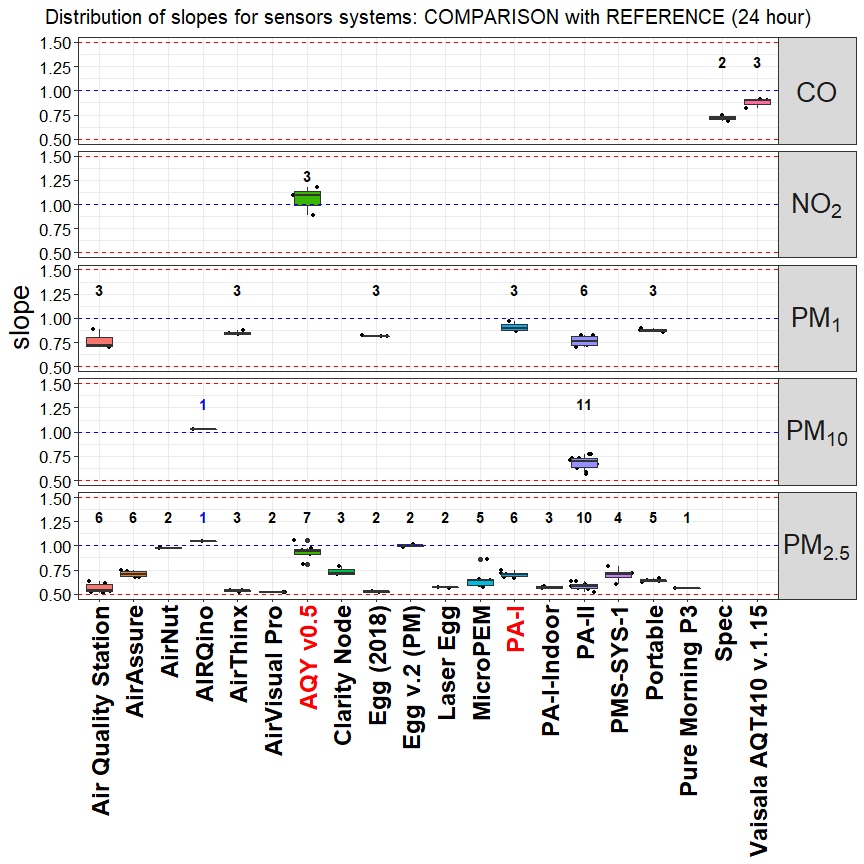 Distribution of slopes for sensors systems: COMPARISON with REFERENCE (24 hour)
slope
1.50
1.25
1.00
0.75
0.50
2 3
CO
1.50
1.25
1.00
0.75
0.50
3
NO2
1.50
1.25
1.00
0.75
0.50
3 3 3 3 6 3
PM1
1.50
1.25
1.00
0.75
0.50
1 11
PM10
1.50
1.25
1.00
0.75
0.50
6 6 2 1 3 2 7 3 2 2 2 5 6 3 10 4 5 1
PM2.5
Air Quality Station
AirAssure
AirNut
AIRQino
AirThinx
AirVisual Pro
AQY v0.5
Clarity Node
Egg (2018)
Egg v.2 (PM)
Laser Egg
MicroPEM
PA-I
PA-I-Indoor
PA-II
PMS-SYS-1
Portable
Pure Morning P3
Spec
Vaisala AQT410 v.1.15